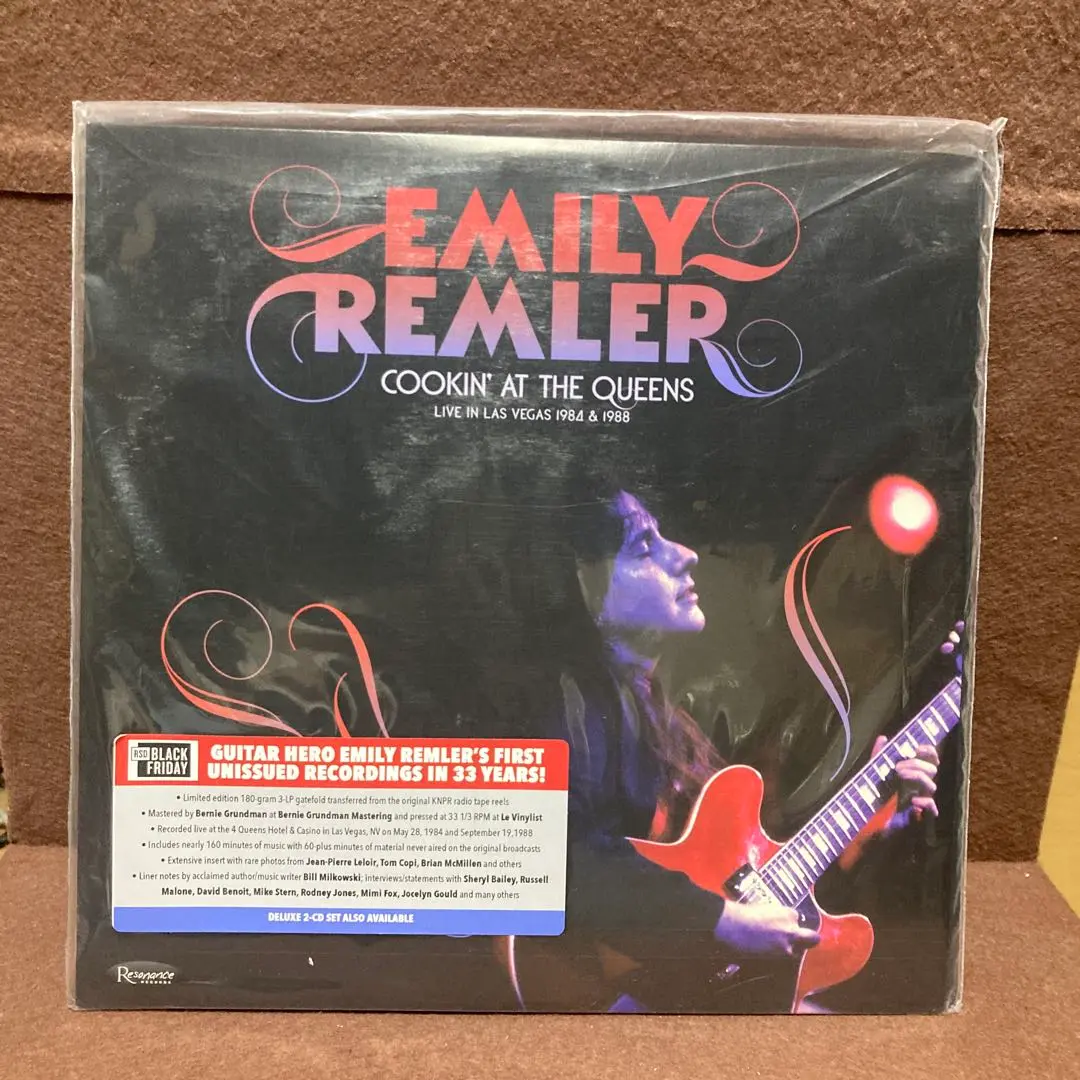 EMILY
REMLER
COOKIN' AT THE QUEENS
LIVE IN LAS VEGAS 1984 & 1988
RSD BLACK
FRIDAY
GUITAR HERO EMILY REMLER'S FIRST
UNISSUED RECORDINGS IN 33 YEARS!
• Limited edition 180-gram 3-LP gatefold transferred from the original KNPR radio tape reels
• Mastered by Bernie Grundman at Bernie Grundman Mastering and pressed at 33 1/3 RPM at Le Vinylist
• Recorded live at the 4 Queens Hotel & Casino in Las Vegas, NV on May 28, 1984 and September 19,1988
• Includes nearly 160 minutes of music with 60-plus minutes of material never aired on the original broadcasts
• Extensive insert with rare photos from Jean-Pierre Leloir, Tom Copi, Brian McMillen and others
• Liner notes by acclaimed author/music writer Bill Milkowski; interviews/statements with Sheryl Bailey, Russell
Malone, David Benoit, Mike Stern, Rodney Jones, Mimi Fox, Jocelyn Gould and many others
DELUXE 2-CD SET ALSO AVAILABLE
Resonance
RECORDS